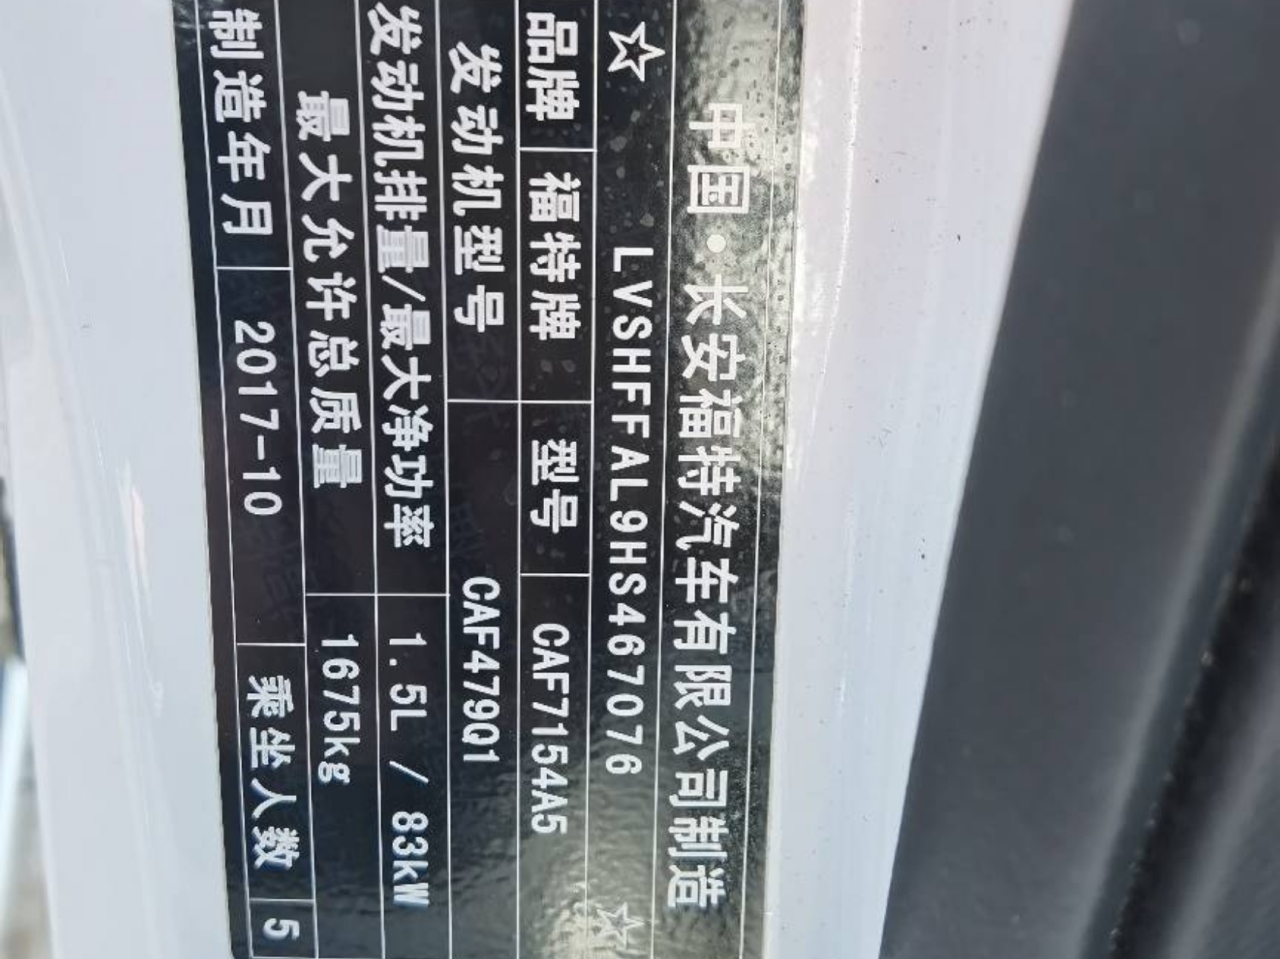 中国·长安福特汽车有限公司制造
☆ LVSHFFAL9HS467076 ☆
品牌 福特牌 型号 CAF7154A5
发动机型号 CAF479Q1
发动机排量/最大净功率 1.5L / 83kW
最大允许总质量 1675kg
制造年月 2017-10 乘坐人数 5